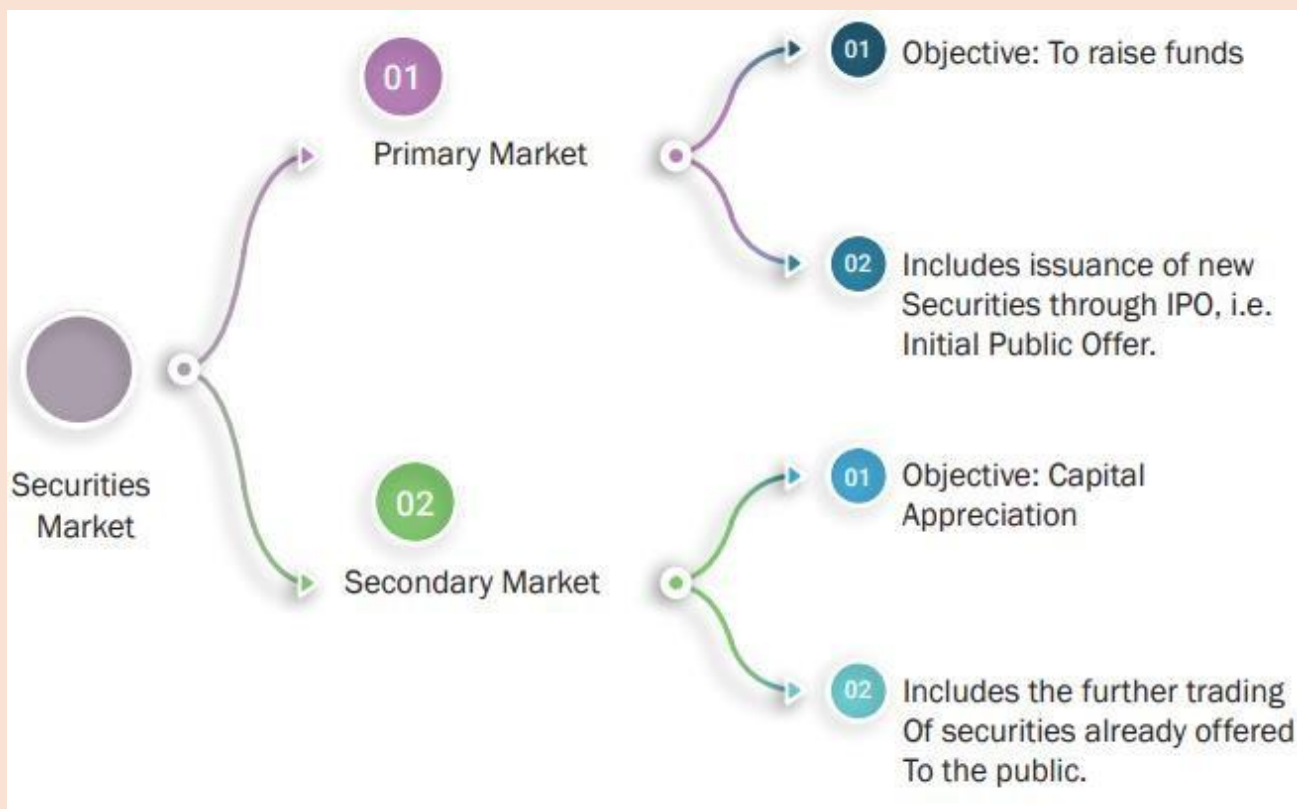 Securities
Market
01
Primary Market
01
Objective: To raise funds
02
Includes issuance of new
Securities through IPO, i.e.
Initial Public Offer.
02
Secondary Market
01
Objective: Capital
Appreciation
02
Includes the further trading
Of securities already offered
To the public.